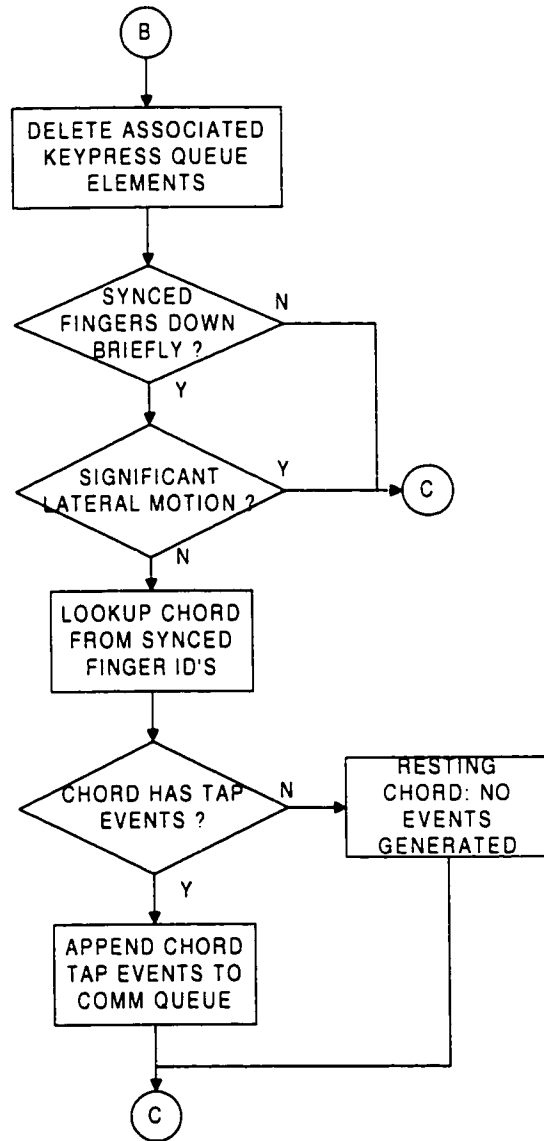 B
DELETE ASSOCIATED
KEYPRESS QUEUE
ELEMENTS
SYNCED
FINGERS DOWN
BRIEFLY ?
N
Y
SIGNIFICANT
LATERAL MOTION ?
Y
C
N
LOOKUP CHORD
FROM SYNCED
FINGER ID'S
CHORD HAS TAP
EVENTS ?
N
RESTING
CHORD: NO
EVENTS
GENERATED
Y
APPEND CHORD
TAP EVENTS TO
COMM QUEUE
C